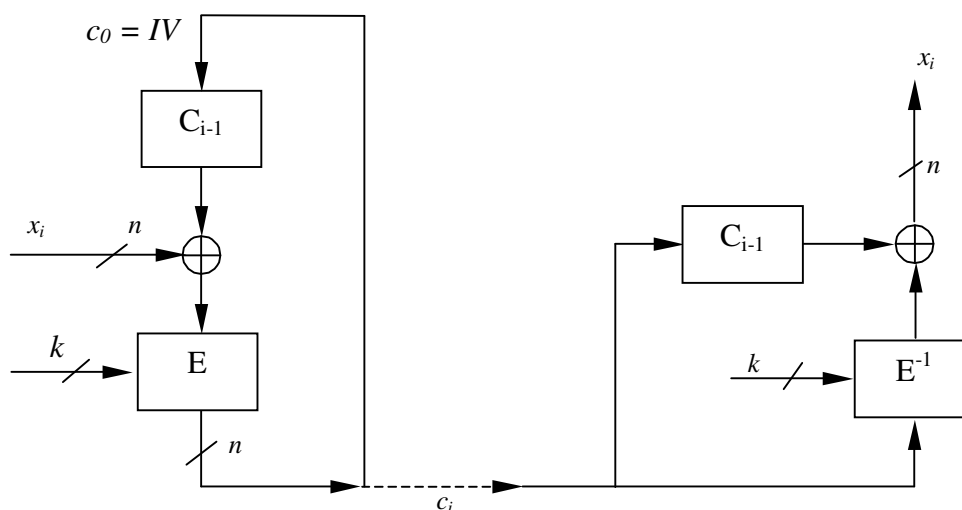 c₀ = IV
Cᵢ₋₁
xᵢ
n
k
E
n
cᵢ
xᵢ
n
Cᵢ₋₁
k
E⁻¹